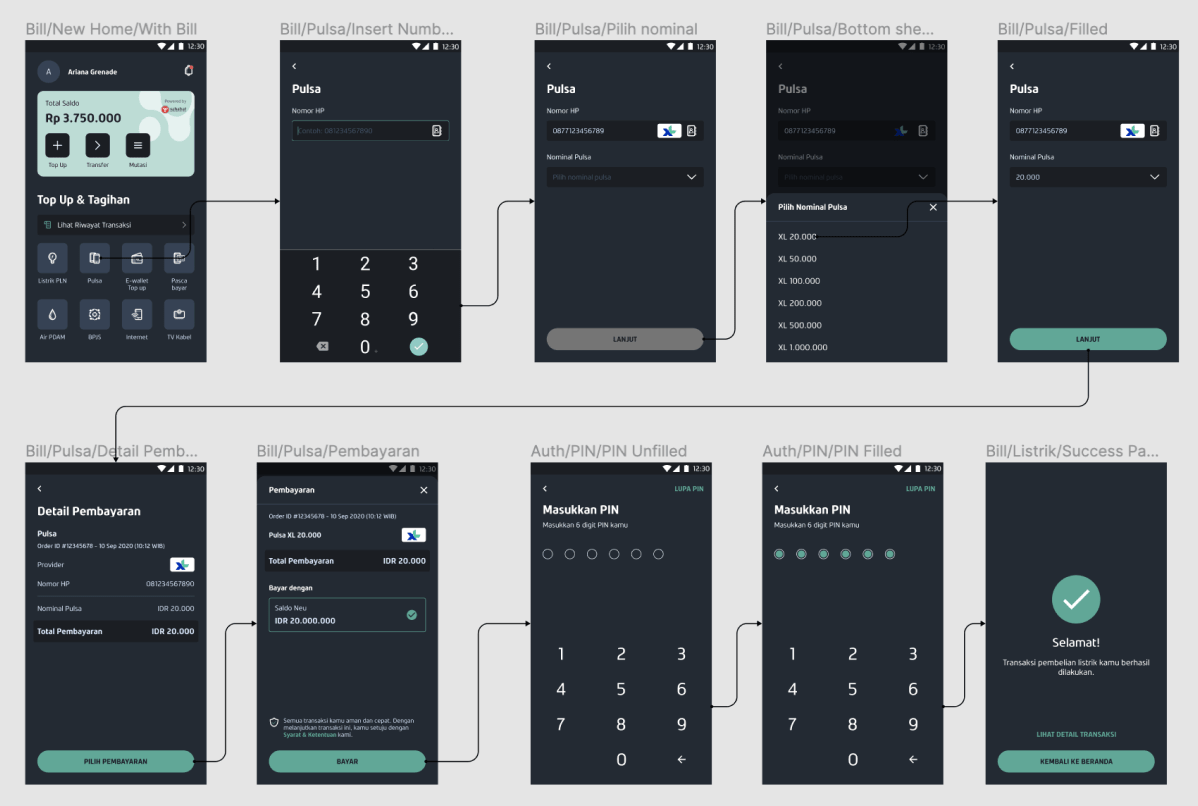 Bill/New Home/With Bill
12:30
A
Ariana Grenade
Total Saldo
Powered by
Rp 3.750.000
Top Up
Transfer
Mutasi
Top Up & Tagihan
Lihat Riwayat Transaksi
Listrik PLN
Pulsa
E-wallet
Top up
Pasca
bayar
Air PDAM
BPJS
Internet
TV Kabel
Bill/Pulsa/Insert Numb...
12:30
Pulsa
Nomor HP
Contoh: 081234567890
1 2 3
4 5 6
7 8 9
0
Bill/Pulsa/Pilih nominal
12:30
Pulsa
Nomor HP
0877123456789
XL
Nominal Pulsa
Pilih nominal pulsa
LANJUT
Bill/Pulsa/Bottom she...
12:30
Pulsa
Nomor HP
0877123456789
XL
Nominal Pulsa
Pilih nominal pulsa
Pilih Nominal Pulsa
XL 20.000
XL 50.000
XL 100.000
XL 200.000
XL 500.000
XL 1.000.000
Bill/Pulsa/Filled
12:30
Pulsa
Nomor HP
0877123456789
XL
Nominal Pulsa
20.000
LANJUT
Bill/Pulsa/Detail Pemb...
12:30
Detail Pembayaran
Pulsa
Order ID #12345678 - 10 Sep 2020 (10:12 WIB)
Provider
XL
Nomor HP
081234567890
Nominal Pulsa
IDR 20.000
Total Pembayaran
IDR 20.000
PILIH PEMBAYARAN
Bill/Pulsa/Pembayaran
12:30
Pembayaran
Order ID #12345678 - 10 Sep 2020 (10:12 WIB)
Pulsa XL 20.000
XL
Total Pembayaran
IDR 20.000
Bayar dengan
Saldo Neu
IDR 20.000.000
Semua transaksi kamu aman dan cepat. Dengan
melanjutkan transaksi ini, kamu setuju dengan
Syarat & Ketentuan kami.
BAYAR
Auth/PIN/PIN Unfilled
12:30
LUPA PIN
Masukkan PIN
Masukkan 6 digit PIN kamu
1 2 3
4 5 6
7 8 9
0
Auth/PIN/PIN Filled
12:30
LUPA PIN
Masukkan PIN
Masukkan 6 digit PIN kamu
1 2 3
4 5 6
7 8 9
0
Bill/Listrik/Success Pa...
Selamat!
Transaksi pembelian listrik kamu berhasil
dilakukan.
LIHAT DETAIL TRANSAKSI
KEMBALI KE BERANDA